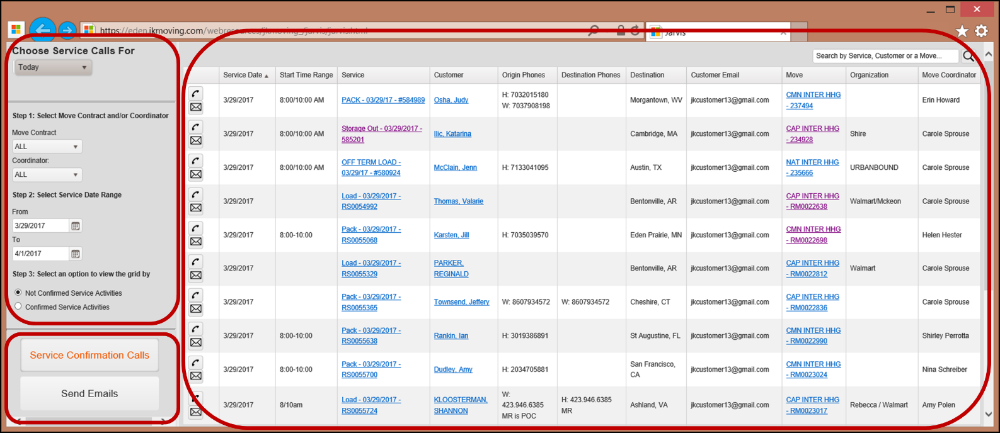 https://eden.jkmoving.com/webresources/jkmoving_/jarvis/jarvis.html
Jarvis
Choose Service Calls For
Today
Step 1: Select Move Contract and/or Coordinator
Move Contract
ALL
Coordinator:
ALL
Step 2: Select Service Date Range
From
3/29/2017
To
4/1/2017
Step 3: Select an option to view the grid by
Not Confirmed Service Activities
Confirmed Service Activities
Service Confirmation Calls
Send Emails
Search by Service, Customer or a Move...
Service Date Start Time Range Service Customer Origin Phones Destination Phones Destination Customer Email Move Organization Move Coordinator
3/29/2017 8:00/10:00 AM PACK - 03/29/17 - #584989 Osha, Judy H: 7032015180 Morgantown, WV jkcustomer13@gmail.com CMN INTER HHG Erin Howard
W: 7037908198 - 237494
3/29/2017 8:00/10:00 AM Storage Out - 03/29/2017 - Ilic, Katarina Cambridge, MA jkcustomer13@gmail.com CAP INTER HHG Shire Carole Sprouse
585201 - 234928
3/29/2017 8:00/10:00 AM OFF TERM LOAD - McClain, Jenn H: 7133041095 Austin, TX jkcustomer13@gmail.com NAT INTER HHG URBANBOUND Carole Sprouse
03/29/17 - #580924 - 235666
3/29/2017 Load - 03/29/2017 - Thomas, Valarie Bentonville, AR jkcustomer13@gmail.com CAP INTER HHG Walmart/Mckeon Carole Sprouse
RS0054992 - RM0022638
3/29/2017 8:00-10:00 Pack - 03/29/2017 - Karsten, Jill H: 7035039570 Eden Prairie, MN jkcustomer13@gmail.com CMN INTER HHG Helen Hester
RS0055068 - RM0022698
3/29/2017 Load - 03/29/2017 - PARKER, Bentonville, AR jkcustomer13@gmail.com CAP INTER HHG Walmart Carole Sprouse
RS0055329 REGINALD - RM0022812
3/29/2017 Pack - 03/29/2017 - Townsend, Jeffery W: 8607934572 W: 8607934572 Cheshire, CT jkcustomer13@gmail.com CAP INTER HHG Carole Sprouse
RS0055365 - RM0022836
3/29/2017 8:00-10:00 Pack - 03/29/2017 - Rankin, Ian H: 3019386891 St Augustine, FL jkcustomer13@gmail.com CMN INTER HHG Shirley Perrotta
RS0055638 - RM0022990
3/29/2017 8:00-10:00 Pack - 03/29/2017 - Dudley, Amy H: 2034705881 San Francisco, jkcustomer13@gmail.com CMN INTER HHG Nina Schreiber
RS0055700 CA - RM0023024
3/29/2017 8/10am Load - 03/29/2017 - KLOOSTERMAN, W: H: 423.946.6385 Ashland, VA jkcustomer13@gmail.com CAP INTER HHG Rebecca / Walmart Amy Polen
RS0055724 SHANNON 423.946.6385 MR - RM0023017
MR is POC